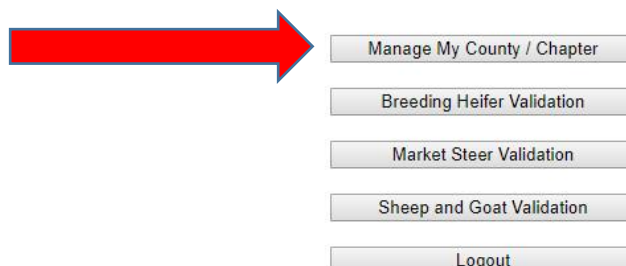 Manage My County / Chapter
Breeding Heifer Validation
Market Steer Validation
Sheep and Goat Validation
Logout